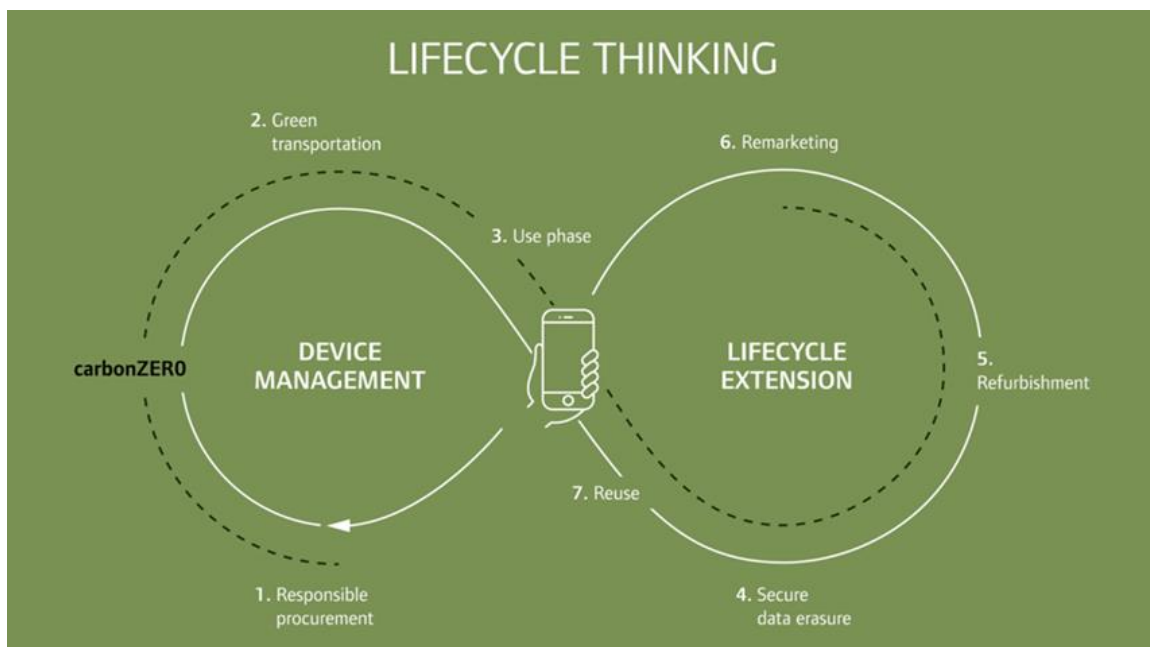 LIFECYCLE THINKING
2. Green
transportation
6. Remarketing
3. Use phase
carbonZER0
DEVICE
MANAGEMENT
LIFECYCLE
EXTENSION
5.
Refurbishment
7. Reuse
1. Responsible
procurement
4. Secure
data erasure